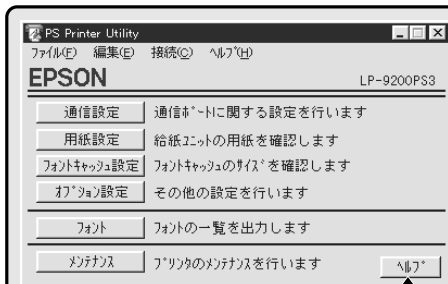 PS Printer Utility
ﾌｧｲﾙ(F) 編集(E) 接続(C) ﾍﾙﾌﾟ(H)
EPSON LP-9200PS3
通信設定 通信ﾎﾟｰﾄに関する設定を行います
用紙設定 給紙ﾕﾆｯﾄの用紙を確認します
ﾌｫﾝﾄｷｬｯｼｭ設定 ﾌｫﾝﾄｷｬｯｼｭのｻｲｽﾞを確認します
ｵﾌﾟｼｮﾝ設定 その他の設定を行います
ﾌｫﾝﾄ ﾌｫﾝﾄの一覧を出力します
ﾒﾝﾃﾅﾝｽ ﾌﾟﾘﾝﾀのﾒﾝﾃﾅﾝｽを行います
ﾍﾙﾌﾟ